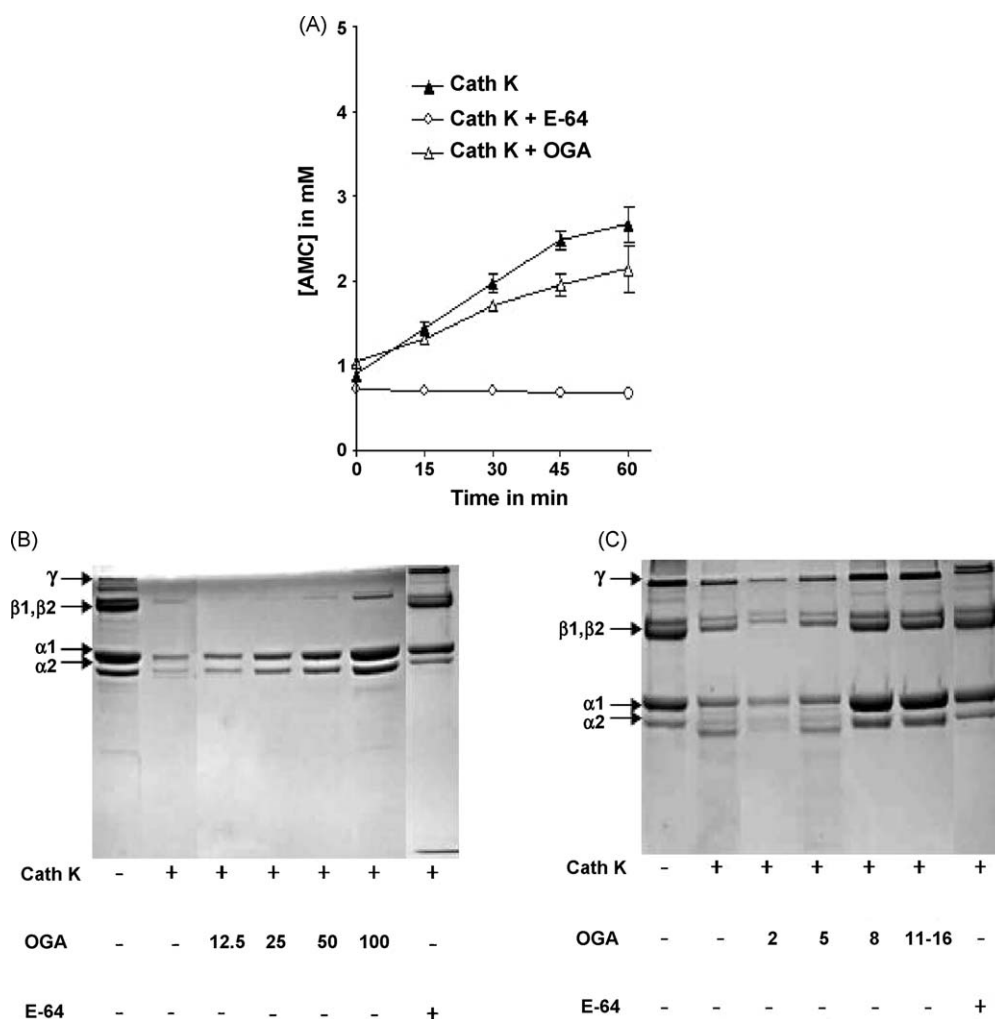 (A)
5
4
3
2
1
0
[AMC] in mM
Cath K
Cath K + E-64
Cath K + OGA
0 15 30 45 60
Time in min
(B)
γ
β1,β2
α1
α2
Cath K - + + + + + +
OGA - - 12.5 25 50 100 -
E-64 - - - - - - +
(C)
γ
β1,β2
α1
α2
Cath K - + + + + + +
OGA - - 2 5 8 11-16 -
E-64 - - - - - - +